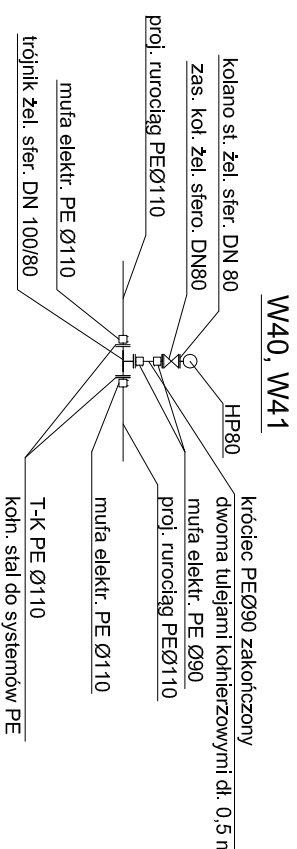 W40, W41
kolano st. żel. sfer. DN 80
zas. koł. żel. sfero. DN80
proj. rurociąg PEØ110
mufa elektr. PE Ø110
trójnik żel. sfer. DN 100/80
HP80
króciec PEØ90 zakończony
dwoma tulejami kołnierzowymi dł. 0,5 m
mufa elektr. PE Ø90
proj. rurociąg PEØ110
mufa elektr. PE Ø110
T-K PE Ø110
kołn. stal do systemów PE